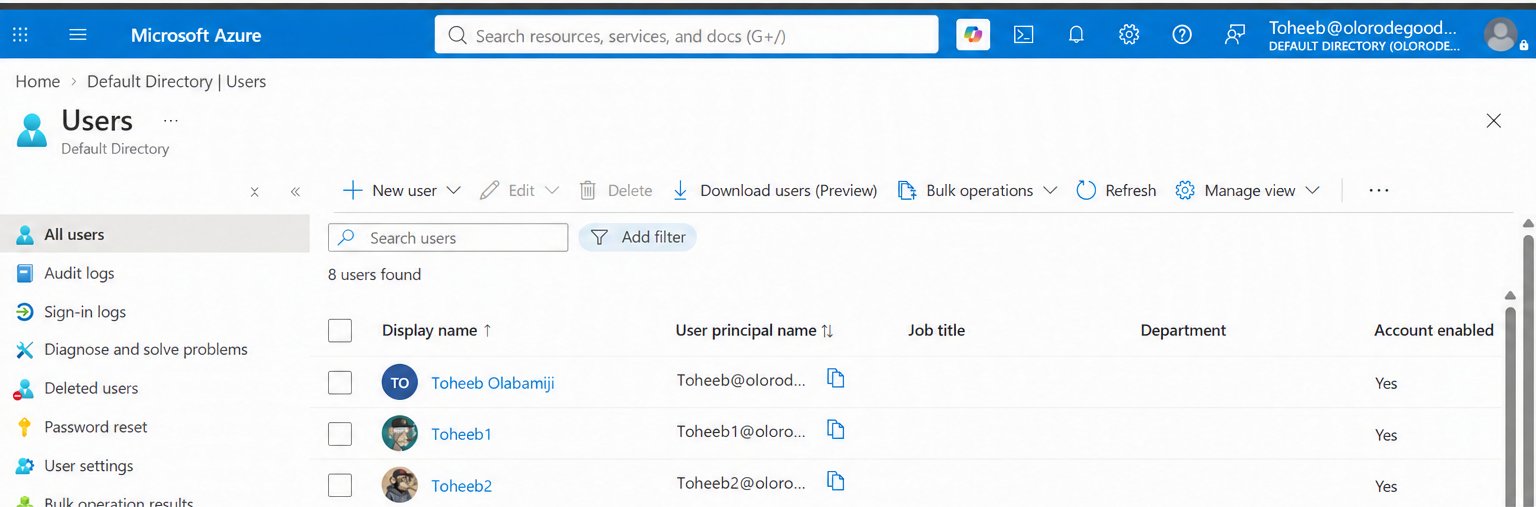 Microsoft Azure
Search resources, services, and docs (G+/)
Toheeb@olorodegood...
DEFAULT DIRECTORY (OLORODE...
Home > Default Directory | Users
Users ...
Default Directory
New user
Edit
Delete
Download users (Preview)
Bulk operations
Refresh
Manage view
All users
Audit logs
Sign-in logs
Diagnose and solve problems
Deleted users
Password reset
User settings
Bulk operation results
Search users
Add filter
8 users found
Display name ↑ User principal name ↑↓ Job title Department Account enabled
TO Toheeb Olabamiji Toheeb@olorod... Yes
Toheeb1 Toheeb1@oloro... Yes
Toheeb2 Toheeb2@oloro... Yes